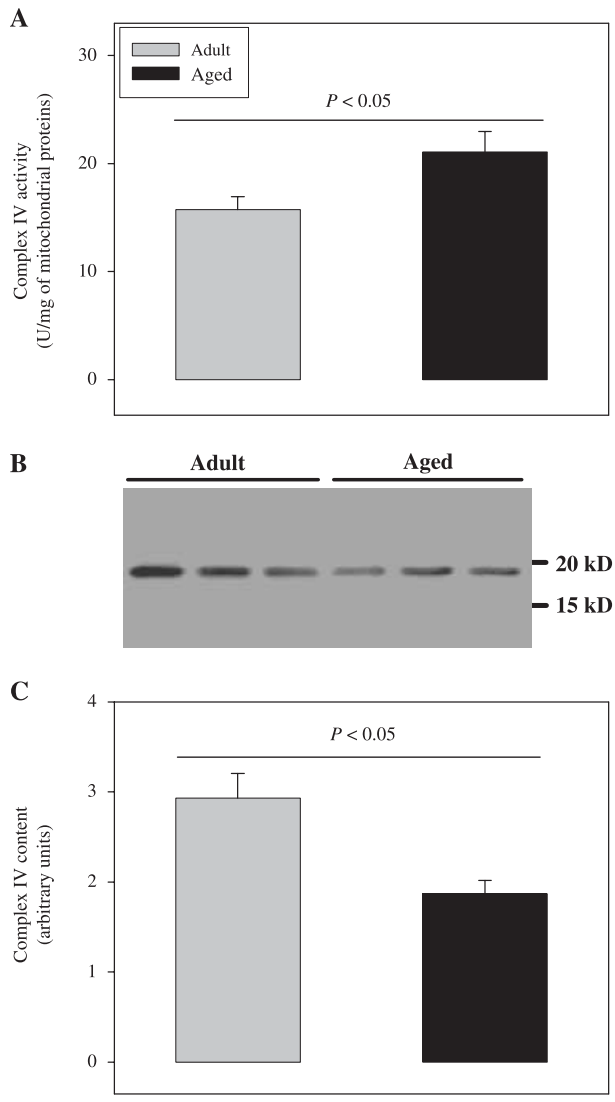 A
30
20
10
0
Complex IV activity
(U/mg of mitochondrial proteins)
Adult
Aged
P < 0.05
B
Adult Aged
20 kD
15 kD
C
4
3
2
1
0
Complex IV content
(arbitrary units)
P < 0.05